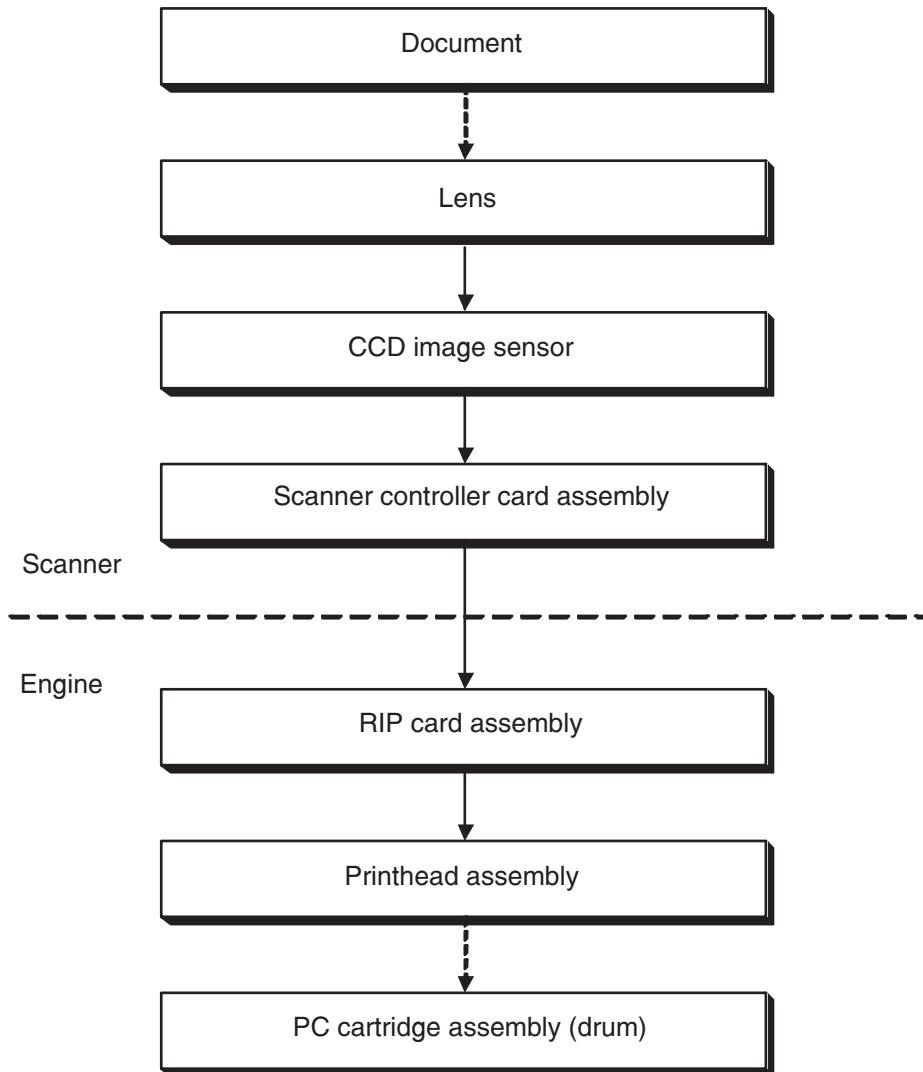 Document
Lens
CCD image sensor
Scanner controller card assembly
Scanner
Engine
RIP card assembly
Printhead assembly
PC cartridge assembly (drum)